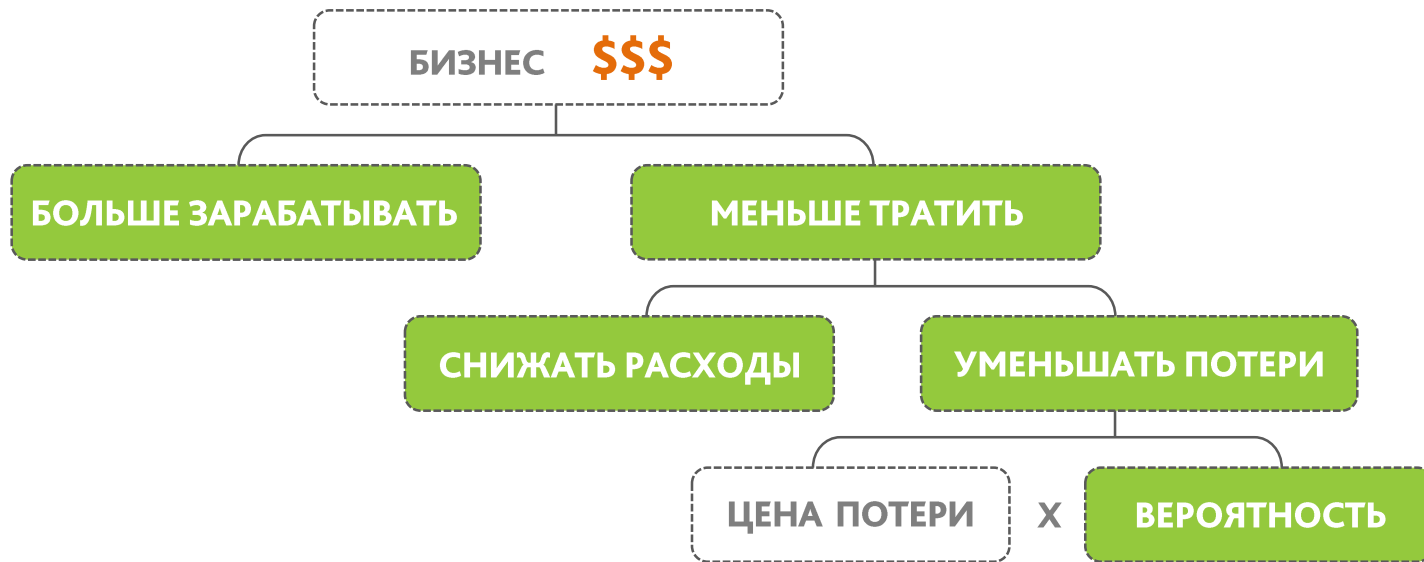 БИЗНЕС $$$
БОЛЬШЕ ЗАРАБАТЫВАТЬ
МЕНЬШЕ ТРАТИТЬ
СНИЖАТЬ РАСХОДЫ
УМЕНЬШАТЬ ПОТЕРИ
ЦЕНА ПОТЕРИ Х ВЕРОЯТНОСТЬ